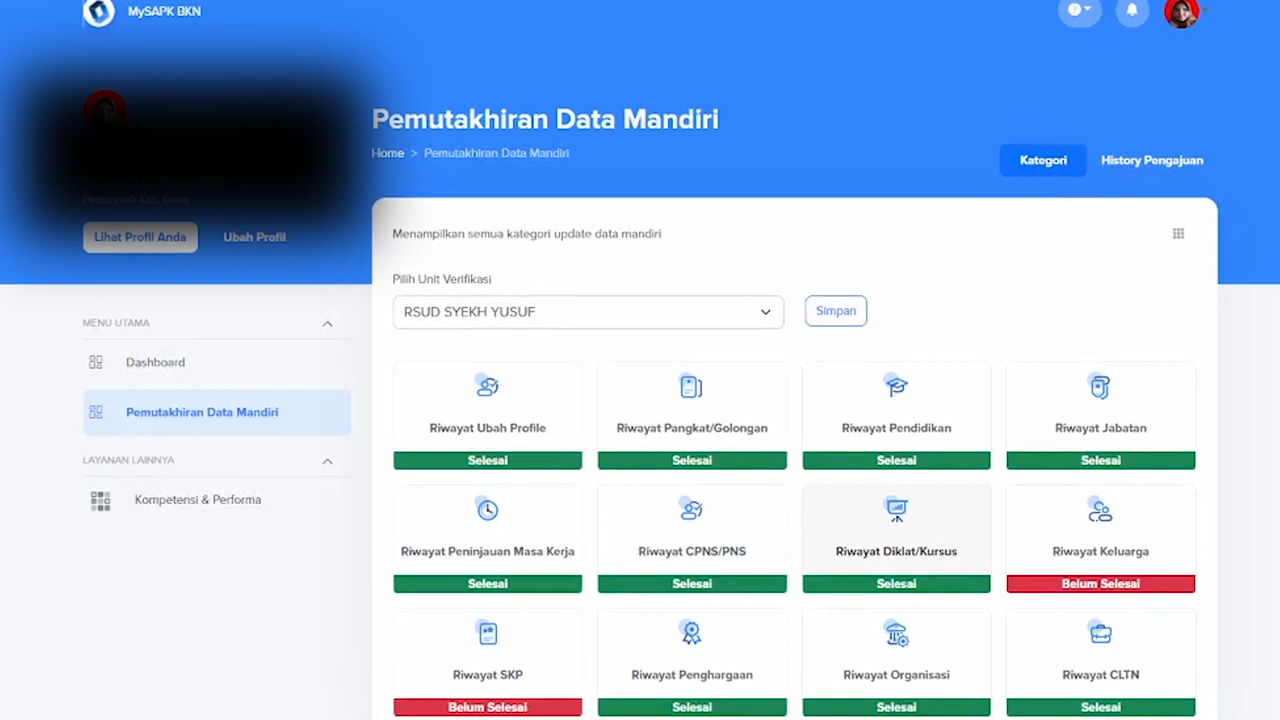 MySAPK BKN
Pemutakhiran Data Mandiri
Home > Pemutakhiran Data Mandiri
Kategori
History Pengajuan
Pemerintah Kab. Gowa
Lihat Profil Anda
Ubah Profil
MENU UTAMA
Dashboard
Pemutakhiran Data Mandiri
LAYANAN LAINNYA
Kompetensi & Performa
Menampilkan semua kategori update data mandiri
Pilih Unit Verifikasi
RSUD SYEKH YUSUF
Simpan
Riwayat Ubah Profile
Selesai
Riwayat Pangkat/Golongan
Selesai
Riwayat Pendidikan
Selesai
Riwayat Jabatan
Selesai
Riwayat Peninjauan Masa Kerja
Selesai
Riwayat CPNS/PNS
Selesai
Riwayat Diklat/Kursus
Selesai
Riwayat Keluarga
Belum Selesai
Riwayat SKP
Belum Selesai
Riwayat Penghargaan
Selesai
Riwayat Organisasi
Selesai
Riwayat CLTN
Selesai